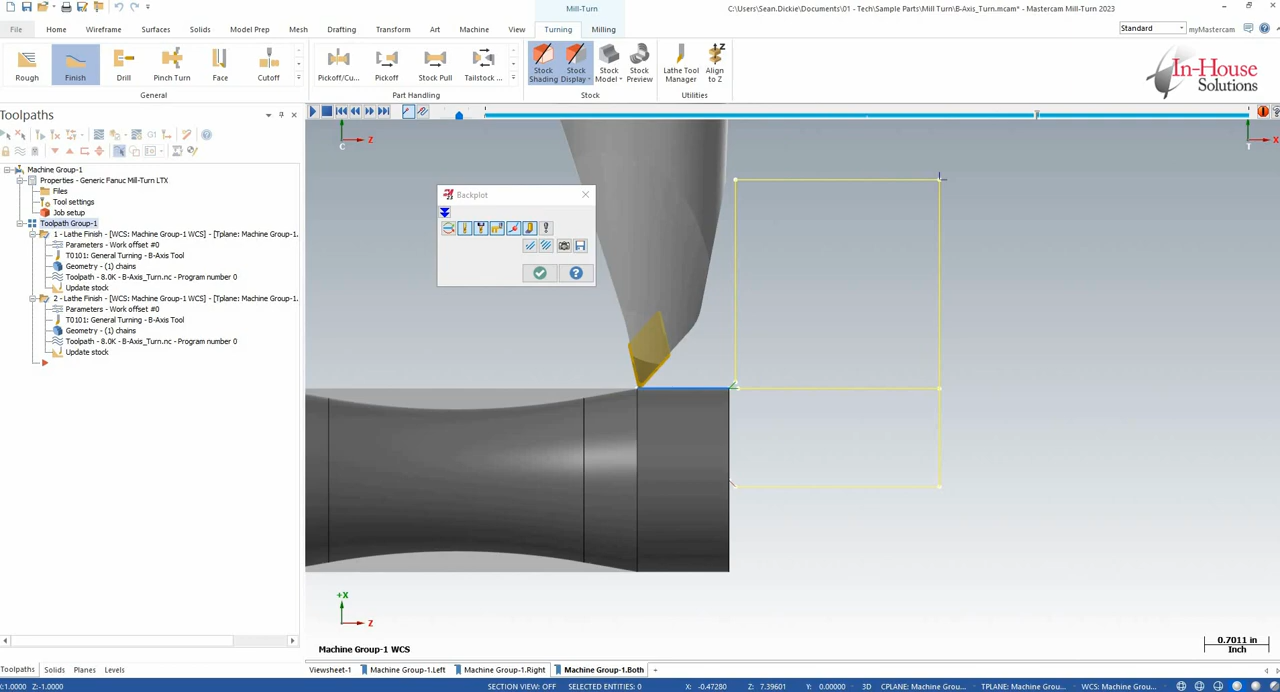 Mill-Turn
C:\Users\Sean.Dickie\Documents\01 - Tech\Sample Parts\Mill Turn\B-Axis_Turn.mcam* - Mastercam Mill-Turn 2023
File Home Wireframe Surfaces Solids Model Prep Mesh Drafting Transform Art Machine View Turning Milling
Standard myMastercam
Rough Finish Drill Pinch Turn Face Cutoff
General
Pickoff/Cu... Pickoff Stock Pull Tailstock ...
Part Handling
Stock Shading Stock Display Stock Model Stock Preview
Stock
Lathe Tool Manager Align to Z
Utilities
In-House Solutions
Toolpaths
G1
Machine Group-1
Properties - Generic Fanuc Mill-Turn LTX
Files
Tool settings
Job setup
Toolpath Group-1
1 - Lathe Finish - [WCS: Machine Group-1 WCS] - [Tplane: Machine Group-1.
Parameters - Work offset #0
T0101: General Turning - B-Axis Tool
Geometry - (1) chains
Toolpath - 8.0K - B-Axis_Turn.nc - Program number 0
Update stock
2 - Lathe Finish - [WCS: Machine Group-1 WCS] - [Tplane: Machine Group-1.
Parameters - Work offset #0
T0101: General Turning - B-Axis Tool
Geometry - (1) chains
Toolpath - 8.0K - B-Axis_Turn.nc - Program number 0
Update stock
Z
C
X
T
Backplot
+X
Z
Machine Group-1 WCS
0.7011 in
Inch
Toolpaths Solids Planes Levels
Viewsheet-1 Machine Group-1.Left Machine Group-1.Right Machine Group-1.Both +
X:1.0000 Z:-1.0000
SECTION VIEW: OFF SELECTED ENTITIES: 0 X: -0.47280 Z: 7.39601 Y: 0.00000 3D CPLANE: Machine Grou... TPLANE: Machine Grou... WCS: Machine Grou...